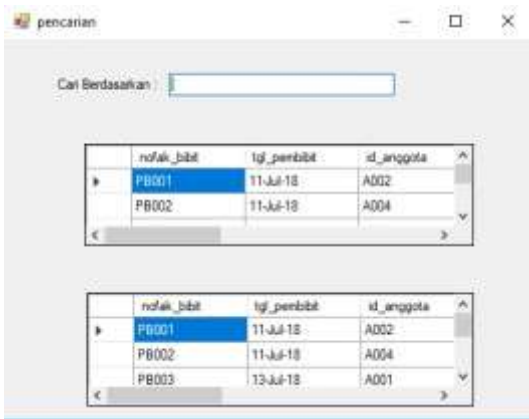 pencarian
Cari Berdasarkan :
nofak_bibit tgl_pembibit id_anggota
PB001 11-Jul-18 A002
PB002 11-Jul-18 A004
nofak_bibit tgl_pembibit id_anggota
PB001 11-Jul-18 A002
PB002 11-Jul-18 A004
PB003 13-Jul-18 A001